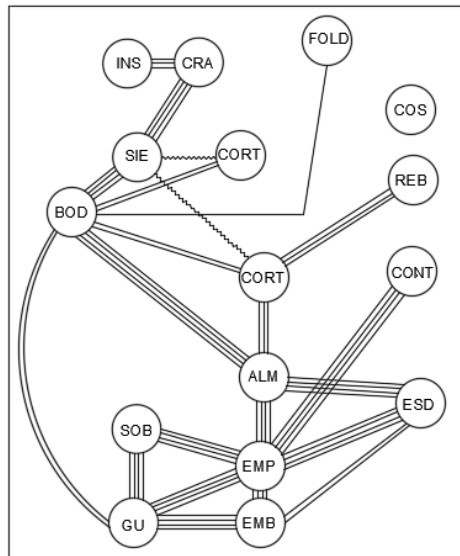 FOLD
INS
CRA
COS
SIE
CORT
REB
BOD
CORT
CONT
ALM
ESD
SOB
EMP
GU
EMB